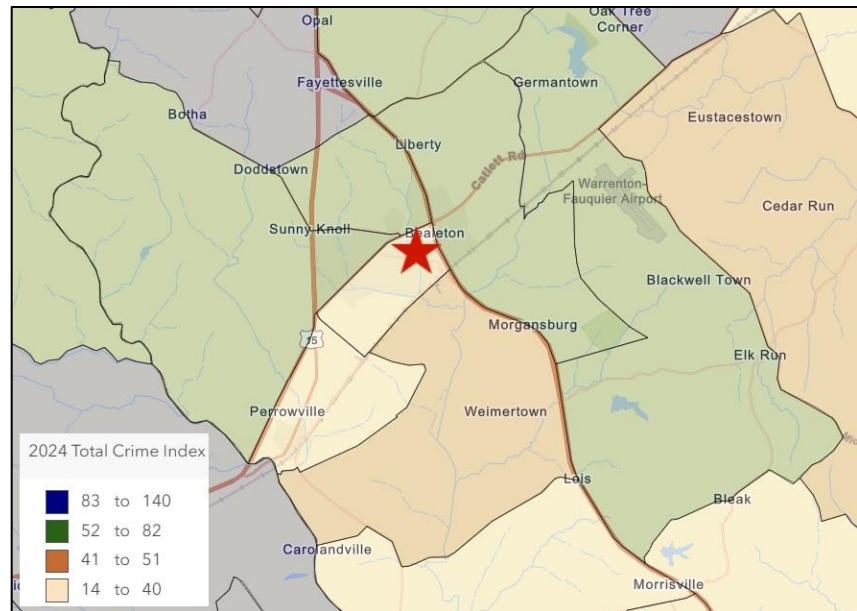 Opal
Oak Tree
Corner
Fayettesville
Germantown
Botha
Eustacestown
Liberty
Catlett Rd
Doddstown
Warrenton-
Fauquier Airport
Cedar Run
Sunny Knoll
Bealeton
Blackwell Town
15
Morgansburg
Elk Run
Perrowville
Weimertown
2024 Total Crime Index
83 to 140
52 to 82
41 to 51
14 to 40
Lois
Bleak
Carolandville
Morrisville